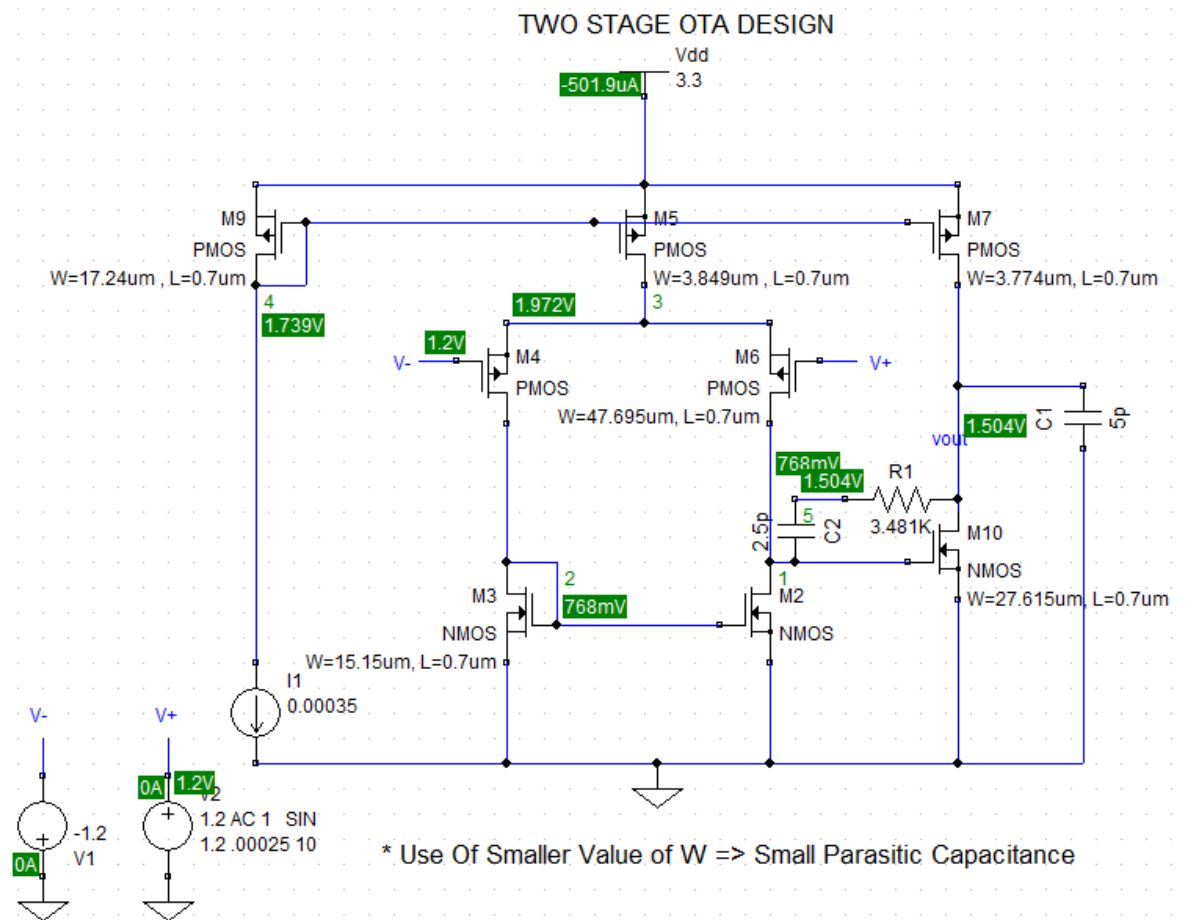 TWO STAGE OTA DESIGN
Vdd
3.3
-501.9uA
M9
PMOS
W=17.24um , L=0.7um
M5
PMOS
W=3.849um , L=0.7um
M7
PMOS
W=3.774um, L=0.7um
4
1.739V
1.972V
3
V-
1.2V
M4
PMOS
M6
PMOS
V+
W=47.695um, L=0.7um
vout
1.504V
C1
5p
768mV
1.504V
R1
3.481K
2.5p
5
C2
M10
NMOS
W=27.615um, L=0.7um
M3
NMOS
W=15.15um, L=0.7um
2
768mV
1
M2
NMOS
I1
0.00035
V-
V+
0A
-1.2
V1
0A
1.2V
V2
1.2 AC 1 SIN
1.2 .00025 10
* Use Of Smaller Value of W => Small Parasitic Capacitance